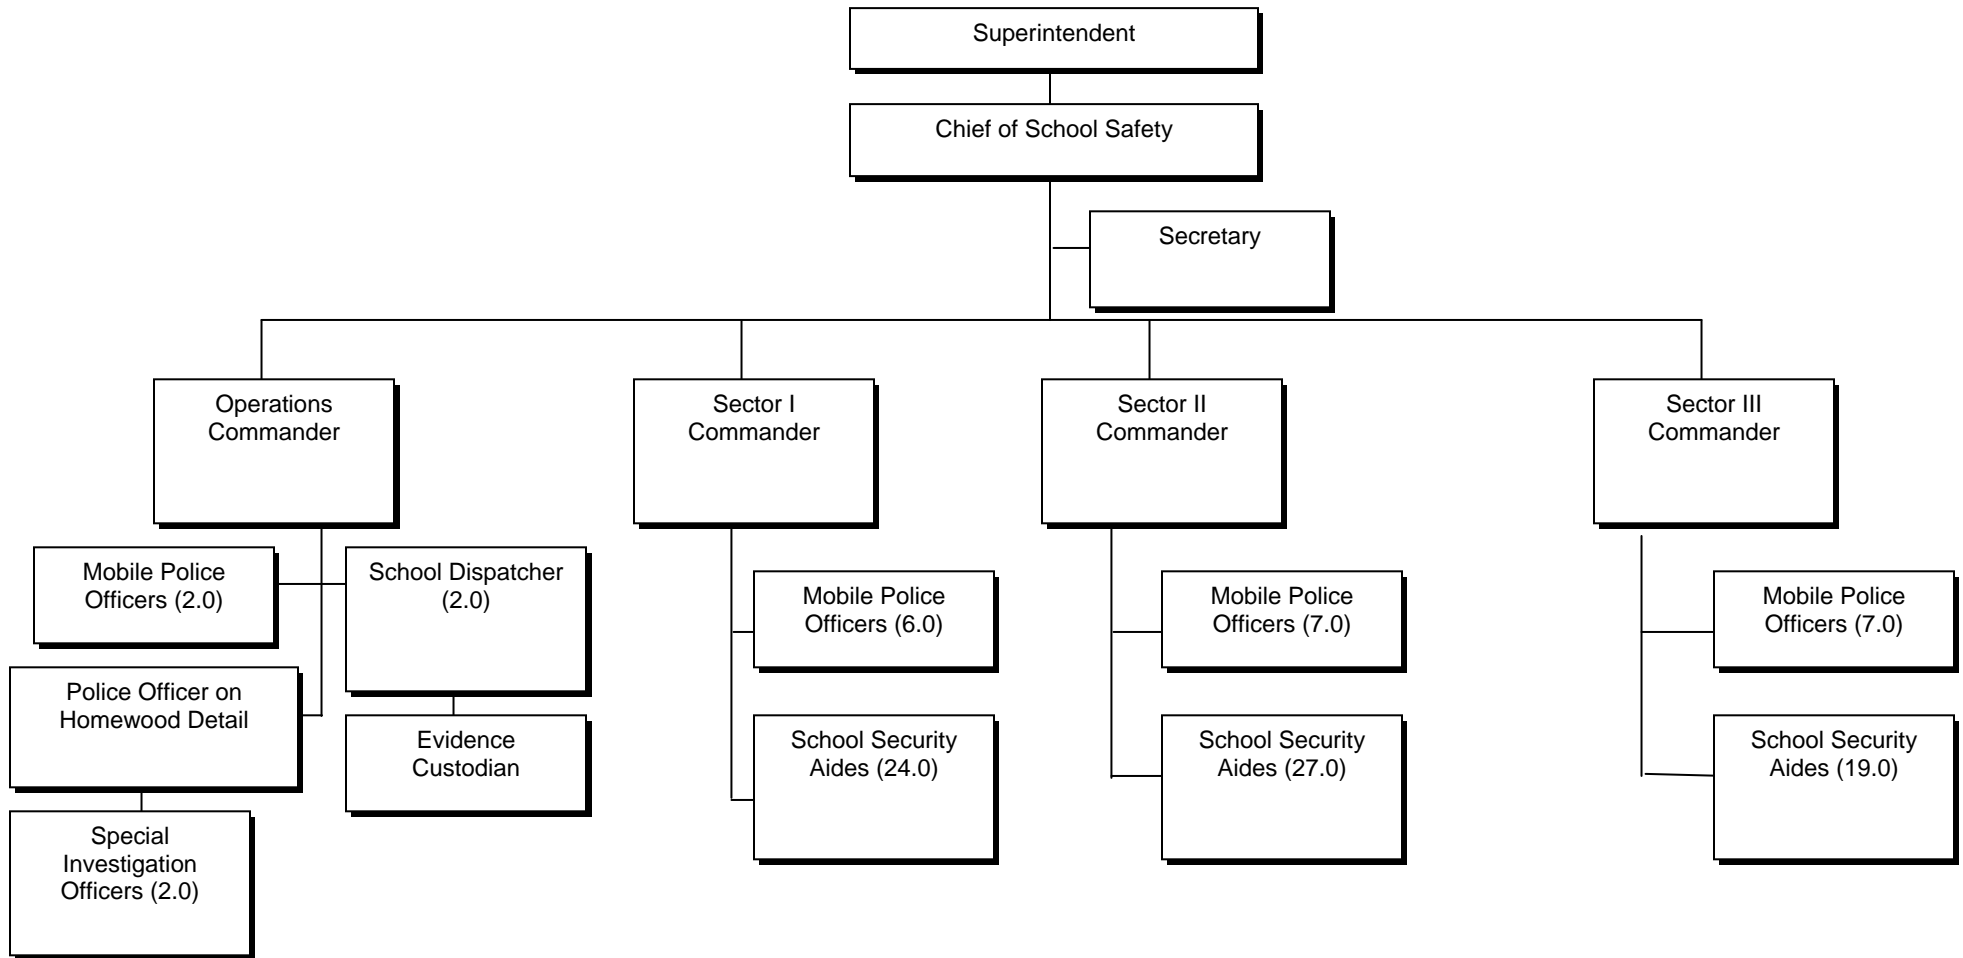 Superintendent
Chief of School Safety
Secretary
Operations
Commander
Sector I
Commander
Sector II
Commander
Sector III
Commander
Mobile Police
Officers (2.0)
School Dispatcher
(2.0)
Police Officer on
Homewood Detail
Evidence
Custodian
Special
Investigation
Officers (2.0)
Mobile Police
Officers (6.0)
School Security
Aides (24.0)
Mobile Police
Officers (7.0)
School Security
Aides (27.0)
Mobile Police
Officers (7.0)
School Security
Aides (19.0)